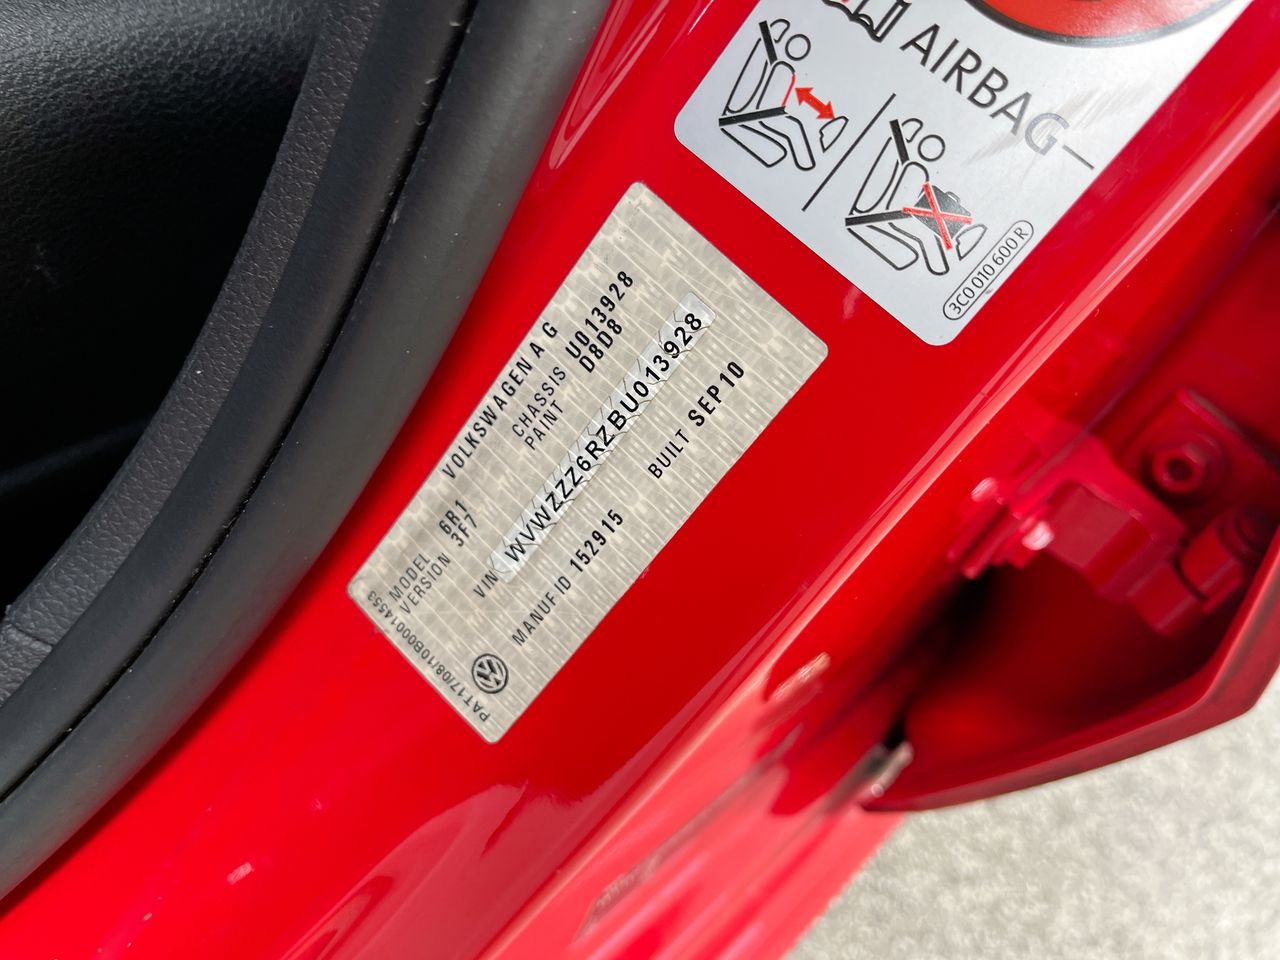 AIRBAG
3C0 010 600 R
VOLKSWAGEN A G
MODEL 6R1 CHASSIS U013928
VERSION 3F7 PAINT D8D8
VIN WVWZZZ6RZBU013928
MANUF ID 152915 BUILT SEP10
PAT17/08/10B00014553